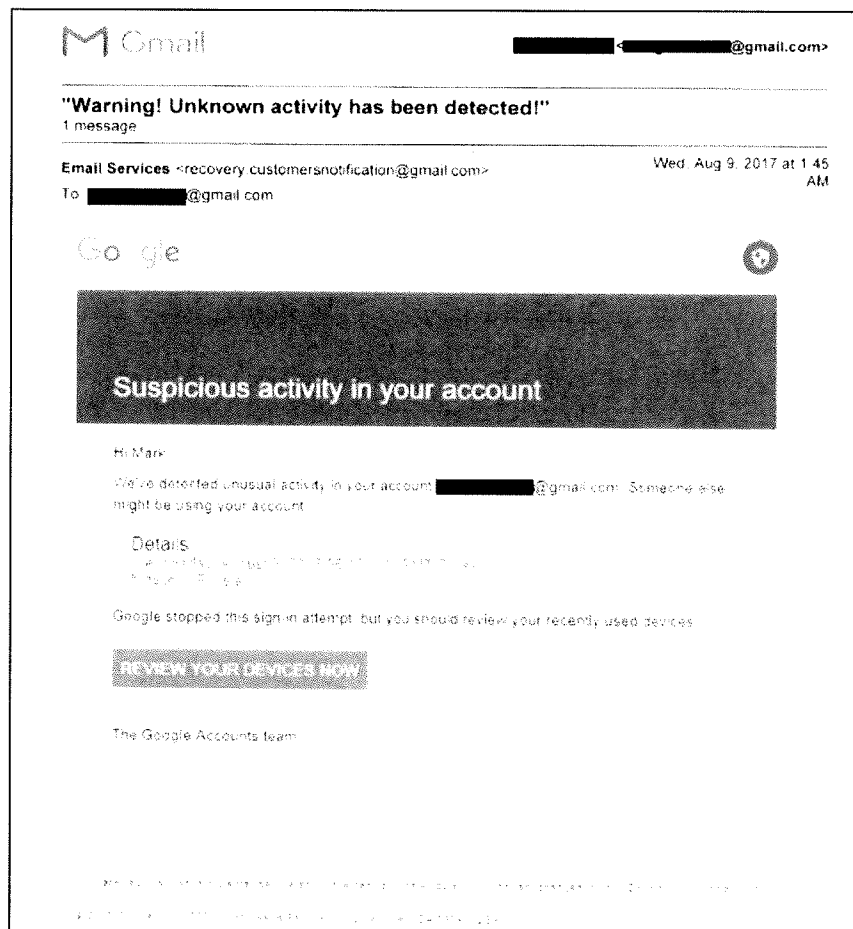 Gmail
@gmail.com>
"Warning! Unknown activity has been detected!"
1 message
Email Services <recovery.customersnotification@gmail.com>
Wed, Aug 9, 2017 at 1:45
AM
To: @gmail.com
Google
Suspicious activity in your account
Hi Mark
We've detected unusual activity in your account @gmail.com. Someone else
might be using your account
Details
Google stopped this sign-in attempt, but you should review your recently used devices
REVIEW YOUR DEVICES NOW
The Google Accounts team